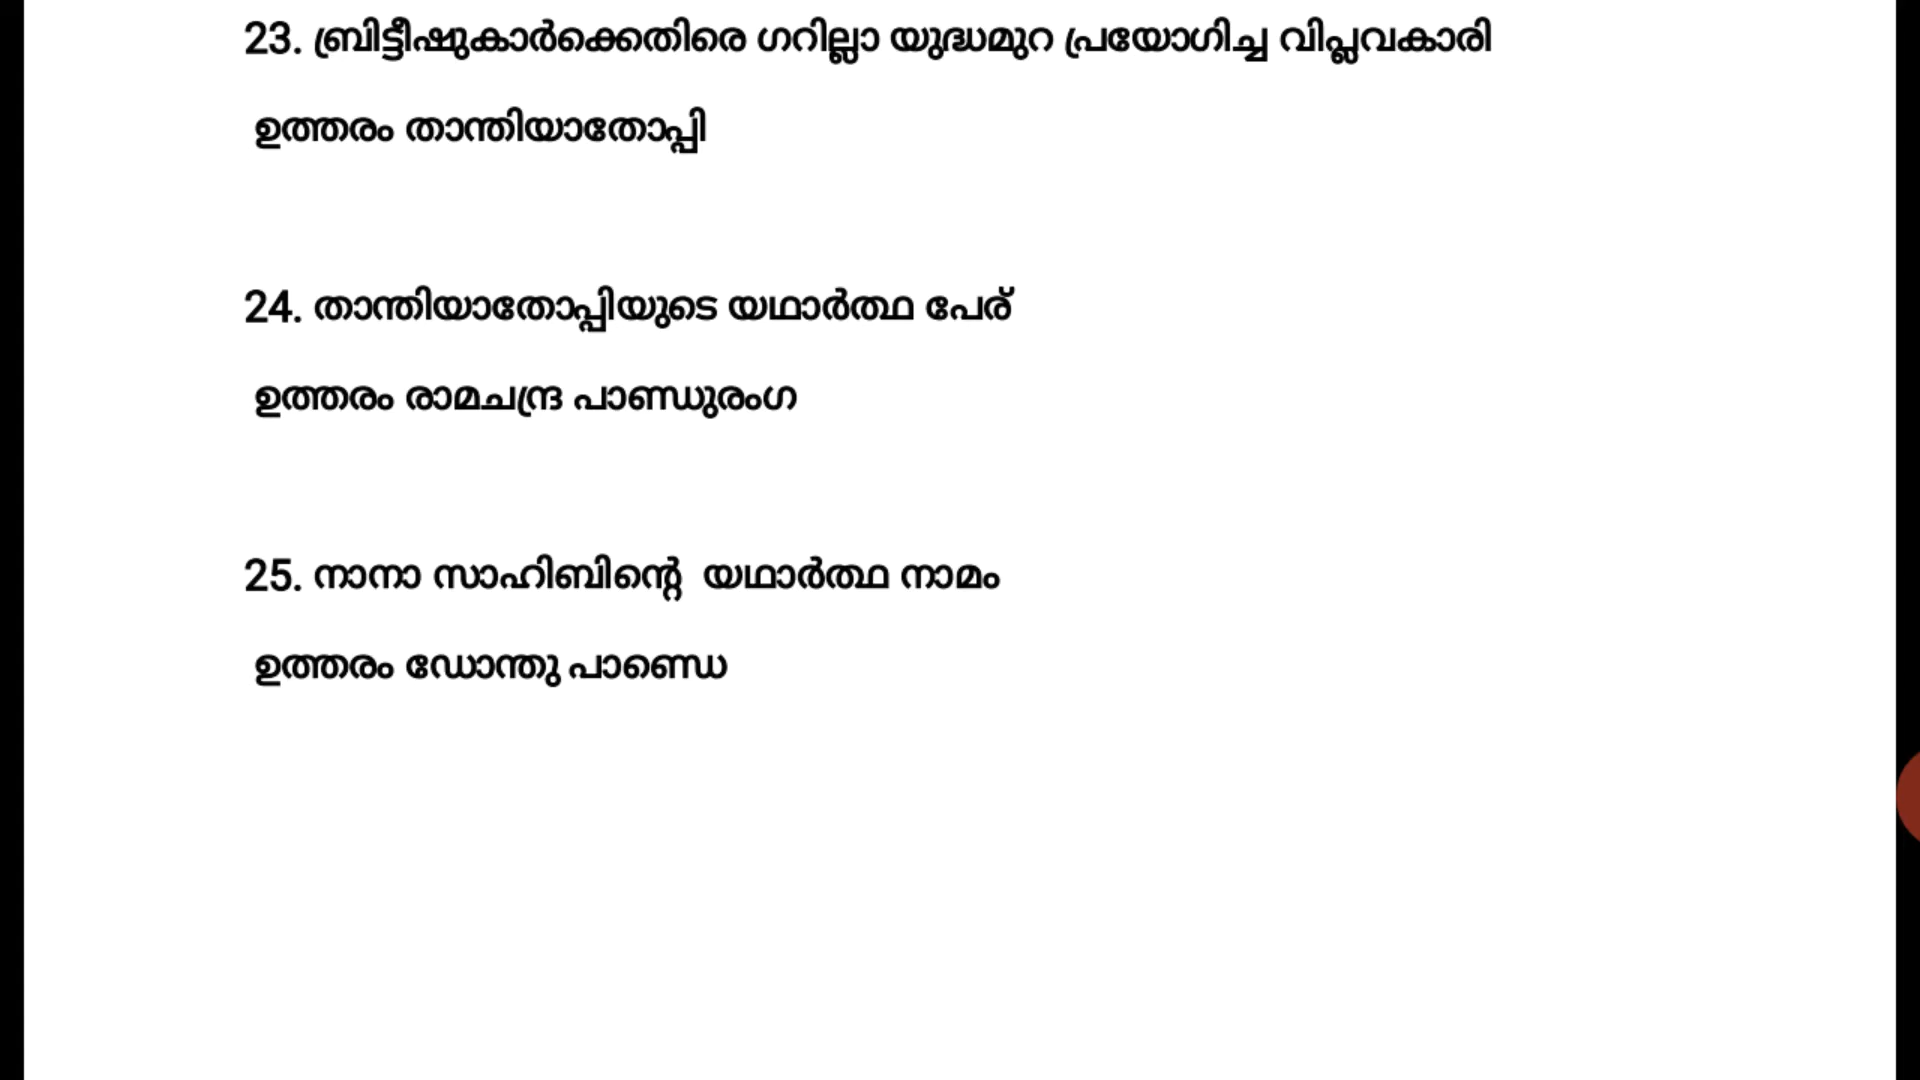 23. ബ്രിട്ടീഷുകാർക്കെതിരെ ഗറില്ലാ യുദ്ധമുറ പ്രയോഗിച്ച വിപ്ലവകാരി
ഉത്തരം താന്തിയാതോപ്പി
24. താന്തിയാതോപ്പിയുടെ യഥാർത്ഥ പേര്
ഉത്തരം രാമചന്ദ്ര പാണ്ഡുരംഗ
25. നാനാ സാഹിബിന്റെ യഥാർത്ഥ നാമം
ഉത്തരം ഡോന്തു പാണ്ഡെ